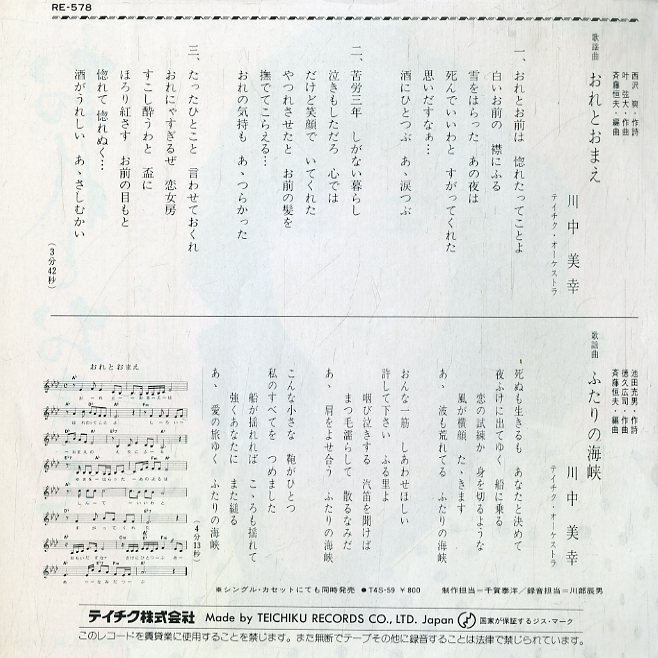 RE-578
歌謡曲
おれとおまえ
西沢 爽・作詩
叶 弦大・作曲
斉藤恒夫・編曲
川中美幸
テイチク・オーケストラ
一、おれとお前は 惚れたってことよ
白いお前の 襟にふる
雪をはらった あの夜は
死んでいいわと すがってくれた
思いだすなぁ…
酒にひとつぶ あゝ涙つぶ
二、苦労三年 しがない暮らし
泣きもしただろ 心では
だけど笑顔で いてくれた
やつれさせたと お前の髪を
撫でてこらえる…
おれの気持も あゝつらかった
三、たったひとこと 言わせておくれ
おれにゃすぎるぜ 恋女房
すこし酔うわと 盃に
ほろり紅さす お前の目もと
惚れて 惚れぬく…
酒がうれしい あゝさしむかい
(3分42秒)
歌謡曲
ふたりの海峡
池田充男・作詩
徳久広司・作曲
斉藤恒夫・編曲
川中美幸
テイチク・オーケストラ
死ぬも生きるも あなたと決めて
夜ふけに出てゆく 船に乗る
恋の試練か 身を切るような
風が横顔 たゝきます
あゝ 波も荒れてる ふたりの海峡
おんな一筋 しあわせほしい
許して下さい ふる里よ
咽び泣きする 汽笛を聞けば
まつ毛濡らして 散るなみだ
あゝ 肩をよせ合う ふたりの海峡
こんな小さな 鞄がひとつ
私のすべてを つめました
船が揺れれば こゝろも揺れて
強くあなたに また縋る
あゝ 愛の旅ゆく ふたりの海峡
(4分13秒)
おれとおまえ
※シングル・カセットにても同時発売 ●T4S-59 ¥800 制作担当=千賀泰洋/録音担当=川部辰男
テイチク株式会社 Made by TEICHIKU RECORDS CO., LTD. Japan 国家が保証するジス・マーク
このレコードを賃貸業に使用することを禁じます。また無断でテープその他に録音することは法律で禁じられています。